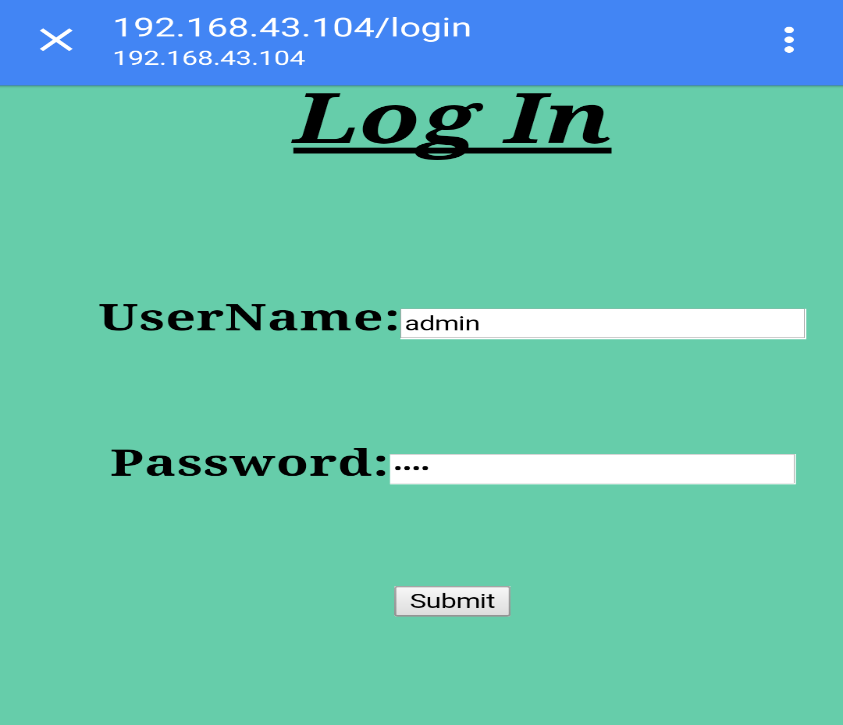 192.168.43.104/login
192.168.43.104
Log In
UserName: admin
Password: ••••
Submit